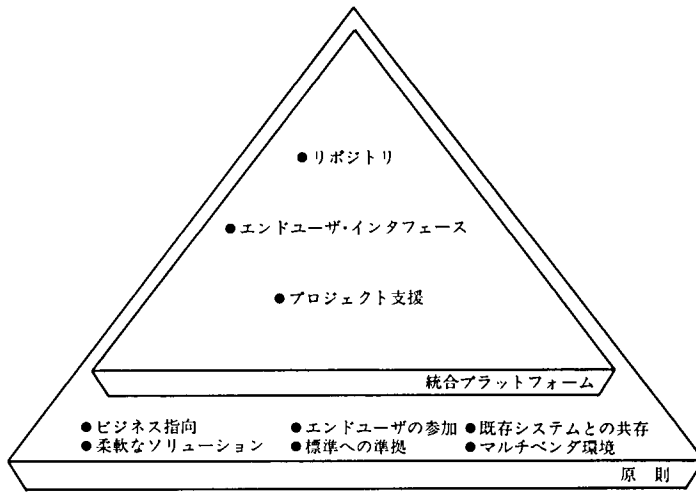 ●リポジトリ
●エンドユーザ・インタフェース
●プロジェクト支援
統合プラットフォーム
●ビジネス指向 ●エンドユーザの参加 ●既存システムとの共存
●柔軟なソリューション ●標準への準拠 ●マルチベンダ環境
原 則